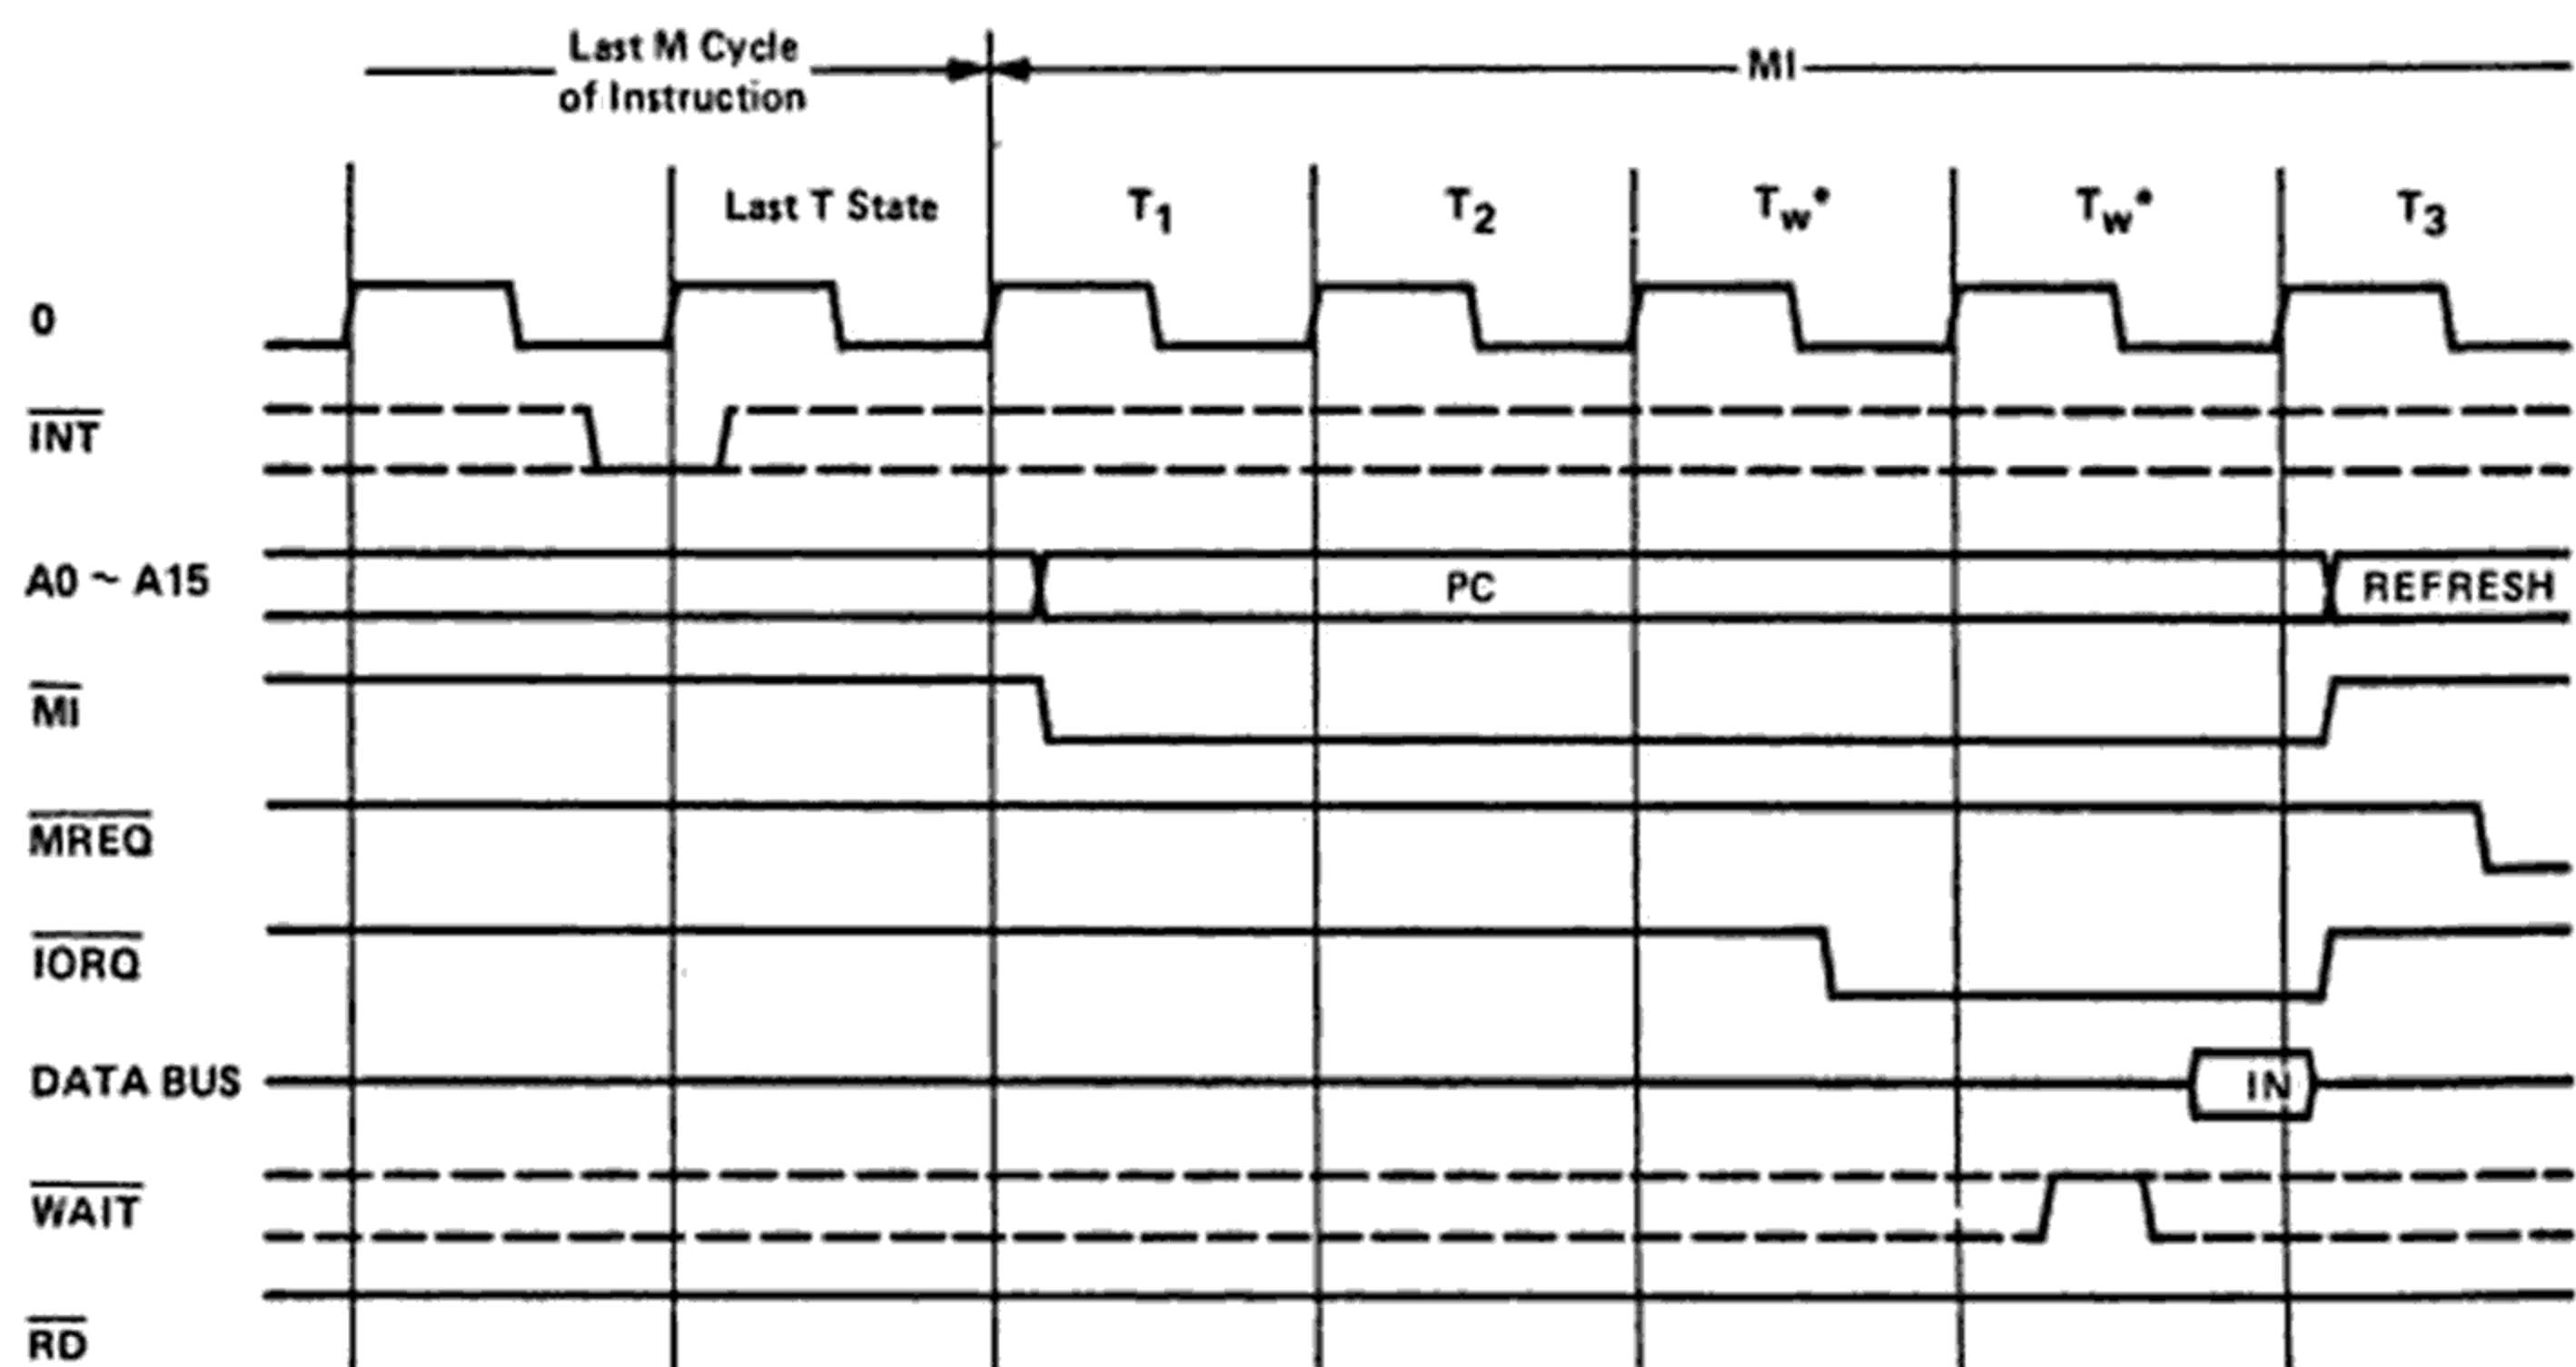 Last M Cycle
of Instruction
MI
Last T State
T1
T2
Tw*
Tw*
T3
0
INT
A0 ~ A15
PC
REFRESH
MI
MREQ
IORQ
DATA BUS
IN
WAIT
RD